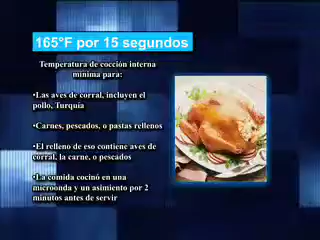 165°F por 15 segundos
Temperatura de cocción interna
mínima para:
•Las aves de corral, incluyen el
pollo, Turquía
•Carnes, pescados, o pastas rellenos
•El relleno de eso contiene aves de
corral, la carne, o pescados
•La comida cocinó en una
microonda y un asimiento por 2
minutos antes de servir